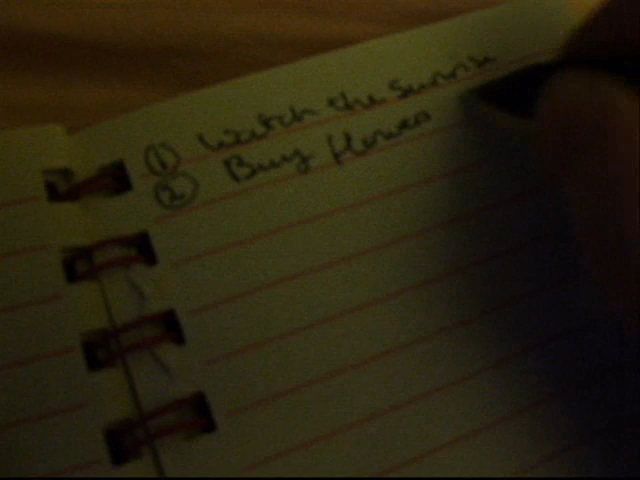 ① Watch the Sunrise
② Buy flowers